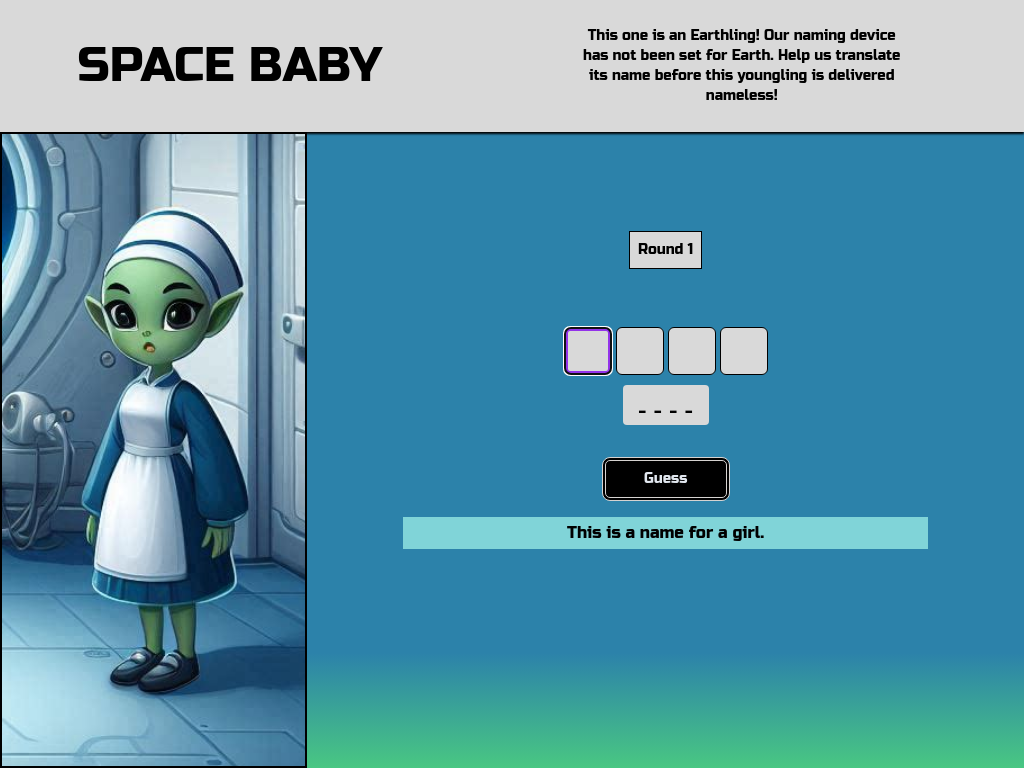 SPACE BABY
This one is an Earthling! Our naming device
has not been set for Earth. Help us translate
its name before this youngling is delivered
nameless!
Round 1
_ _ _ _
Guess
This is a name for a girl.